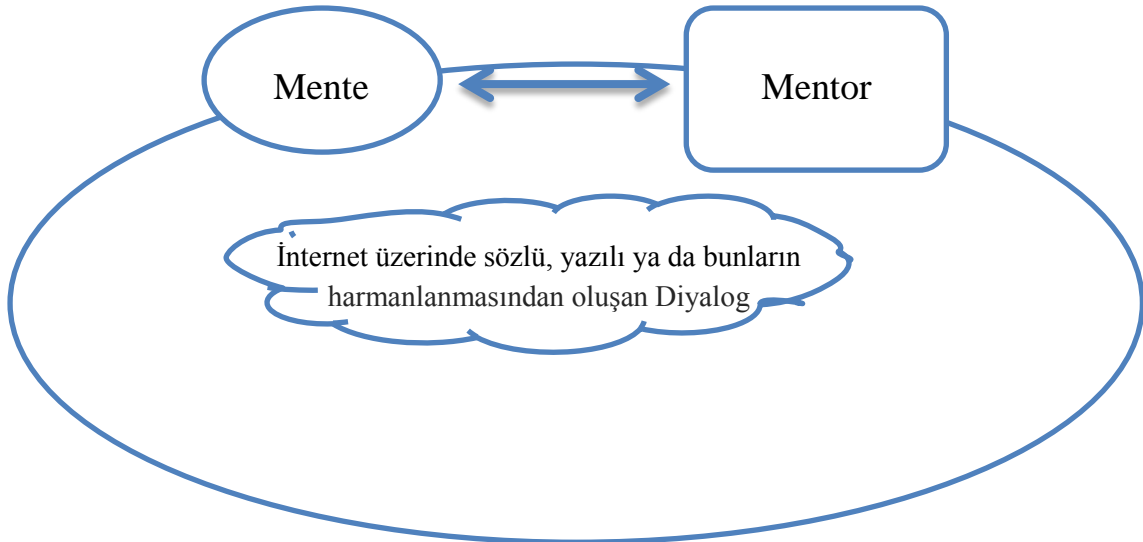 Mente
Mentor
İnternet üzerinde sözlü, yazılı ya da bunların
harmanlanmasından oluşan Diyalog